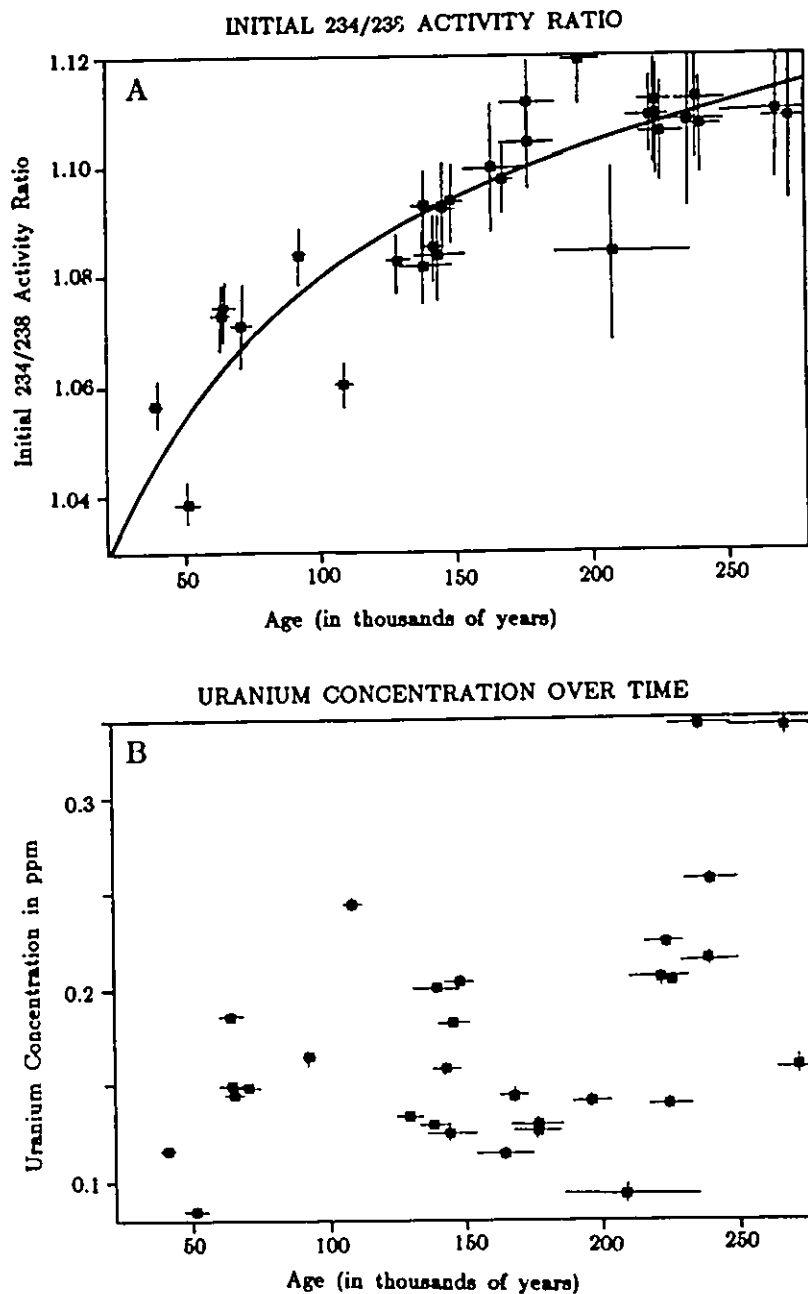 INITIAL 234/238 ACTIVITY RATIO
A
Initial 234/238 Activity Ratio
1.12
1.10
1.08
1.06
1.04
50
100
150
200
250
Age (in thousands of years)
URANIUM CONCENTRATION OVER TIME
B
Uranium Concentration in ppm
0.3
0.2
0.1
50
100
150
200
250
Age (in thousands of years)